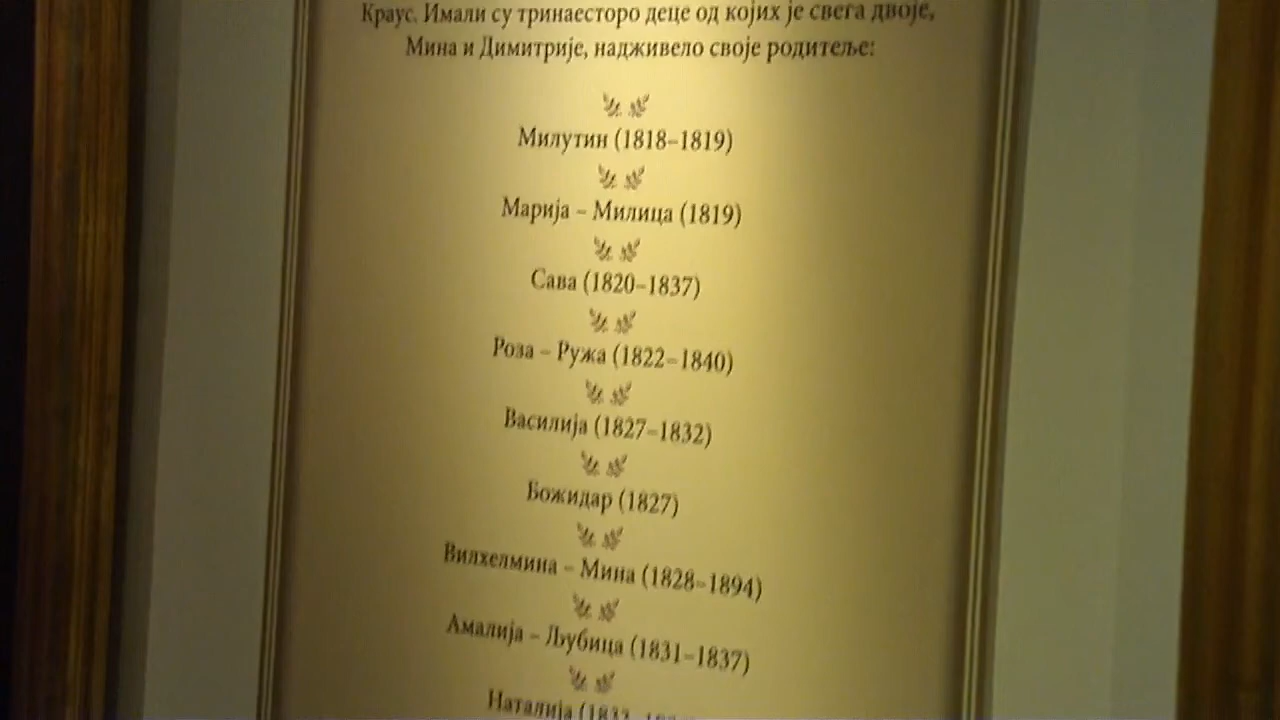 Краус. Имали су тринаесторо деце од којих је свега двоје,
Мина и Димитрије, надживело своје родитеље:
Милутин (1818–1819)
Марија – Милица (1819)
Сава (1820–1837)
Роза – Ружа (1822–1840)
Василија (1827–1832)
Божидар (1827)
Вилхелмина – Мина (1828–1894)
Амалија – Љубица (1831–1837)
Наталија